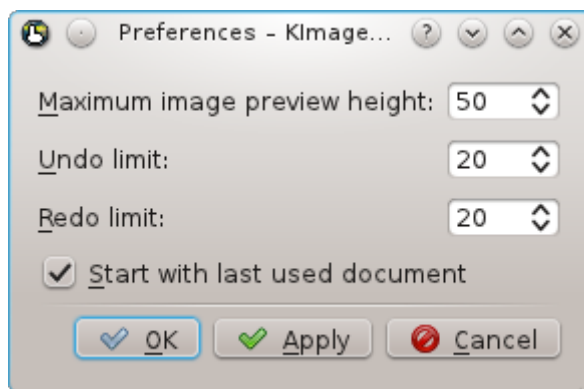 Preferences – KImage...
Maximum image preview height: 50
Undo limit: 20
Redo limit: 20
Start with last used document
OK Apply Cancel